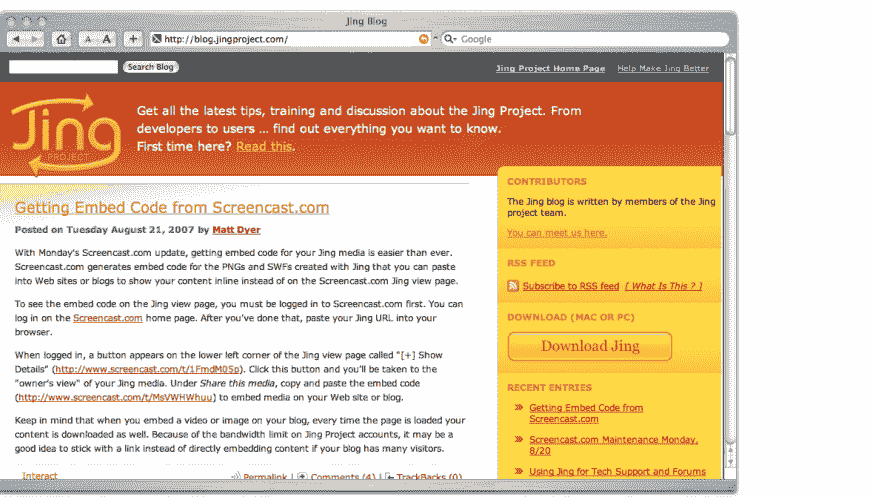 Jing Blog
http://blog.jingproject.com/
Google
A A +
Search Blog
Jing Project Home Page Help Make Jing Better
Jing
PROJECT
Get all the latest tips, training and discussion about the Jing Project. From
developers to users ... find out everything you want to know.
First time here? Read this.
Getting Embed Code from Screencast.com
Posted on Tuesday August 21, 2007 by Matt Dyer
With Monday's Screencast.com update, getting embed code for your Jing media is easier than ever.
Screencast.com generates embed code for the PNGs and SWFs created with Jing that you can paste
into Web sites or blogs to show your content inline instead of on the Screencast.com Jing view page.
To see the embed code on the Jing view page, you must be logged in to Screencast.com first. You can
log in on the Screencast.com home page. After you've done that, paste your Jing URL into your
browser.
When logged in, a button appears on the lower left corner of the Jing view page called "[+] Show
Details" (http://www.screencast.com/t/1FmdM05p). Click this button and you'll be taken to the
"owner's view" of your Jing media. Under Share this media, copy and paste the embed code
(http://www.screencast.com/t/MsVWHWhuu) to embed media on your Web site or blog.
Keep in mind that when you embed a video or image on your blog, every time the page is loaded your
content is downloaded as well. Because of the bandwidth limit on Jing Project accounts, it may be a
good idea to stick with a link instead of directly embedding content if your blog has many visitors.
Interact Permalink | Comments (4) | TrackBacks (0)
CONTRIBUTORS
The Jing blog is written by members of the Jing
project team.
You can meet us here.
RSS FEED
Subscribe to RSS feed [ What Is This ? ]
DOWNLOAD (MAC OR PC)
Download Jing
RECENT ENTRIES
» Getting Embed Code from
Screencast.com
» Screencast.com Maintenance Monday,
8/20
» Using Jing for Tech Support and Forums